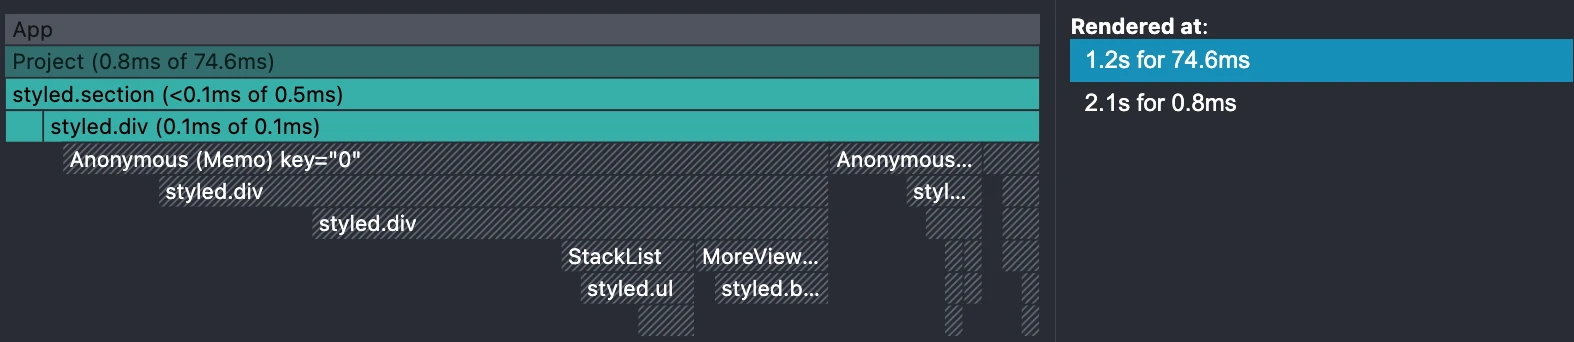 App
Project (0.8ms of 74.6ms)
styled.section (<0.1ms of 0.5ms)
styled.div (0.1ms of 0.1ms)
Anonymous (Memo) key="0" Anonymous...
styled.div styl...
styled.div
StackList MoreView...
styled.ul styled.b...
Rendered at:
1.2s for 74.6ms
2.1s for 0.8ms